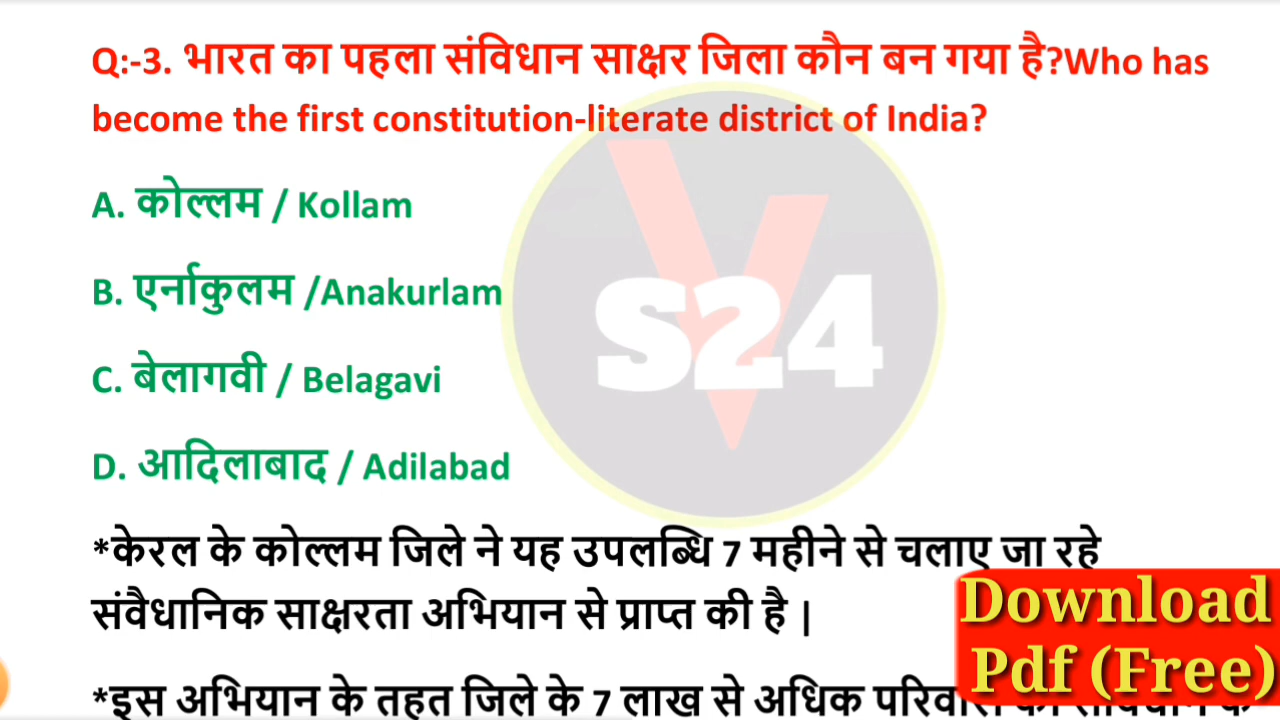 Q:-3. भारत का पहला संविधान साक्षर जिला कौन बन गया है?Who has
become the first constitution-literate district of India?
A. कोल्लम / Kollam
B. एर्नाकुलम /Anakurlam
C. बेलागवी / Belagavi
D. आदिलाबाद / Adilabad
V
S24
*केरल के कोल्लम जिले ने यह उपलब्धि 7 महीने से चलाए जा रहे
संवैधानिक साक्षरता अभियान से प्राप्त की है |
*इस अभियान के तहत जिले के 7 लाख से अधिक
Download
Pdf (Free)